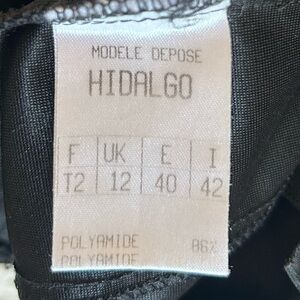 MODELE DEPOSE
HIDALGO
F UK E I
T2 12 40 42
POLYAMIDE 86%
POLYAMIDE